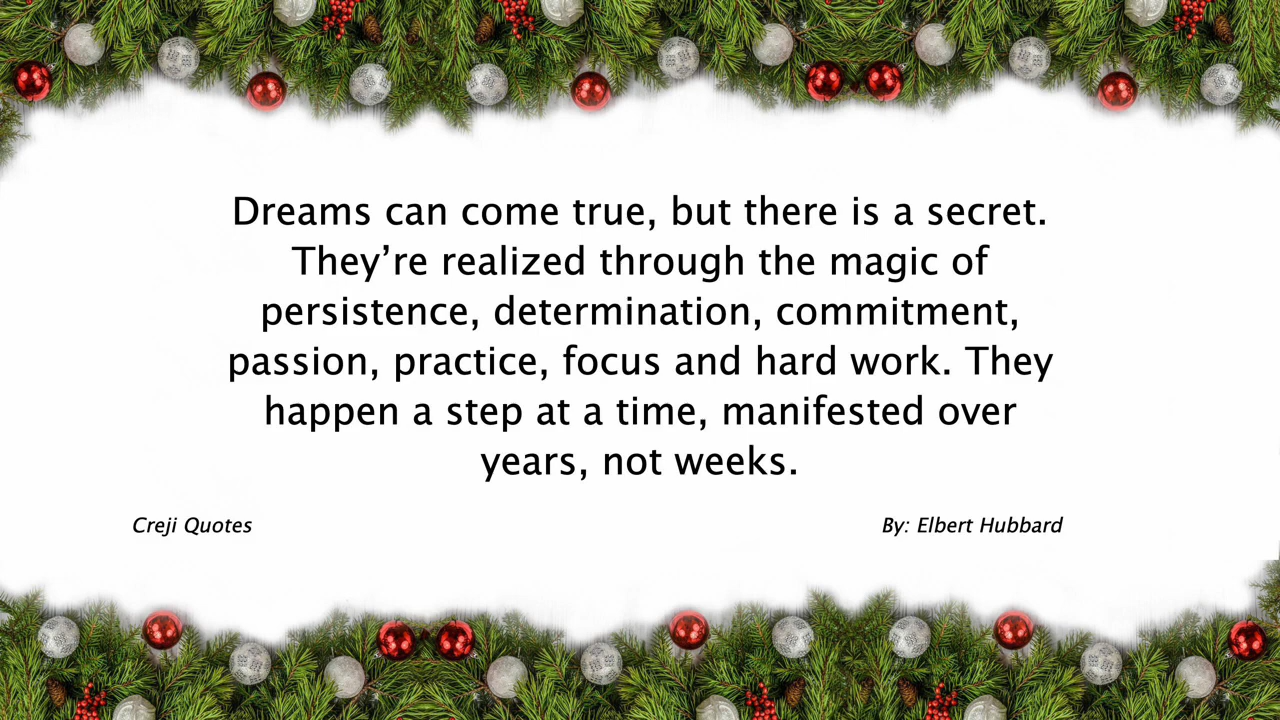 Dreams can come true, but there is a secret.
They’re realized through the magic of
persistence, determination, commitment,
passion, practice, focus and hard work. They
happen a step at a time, manifested over
years, not weeks.
Creji Quotes
By: Elbert Hubbard